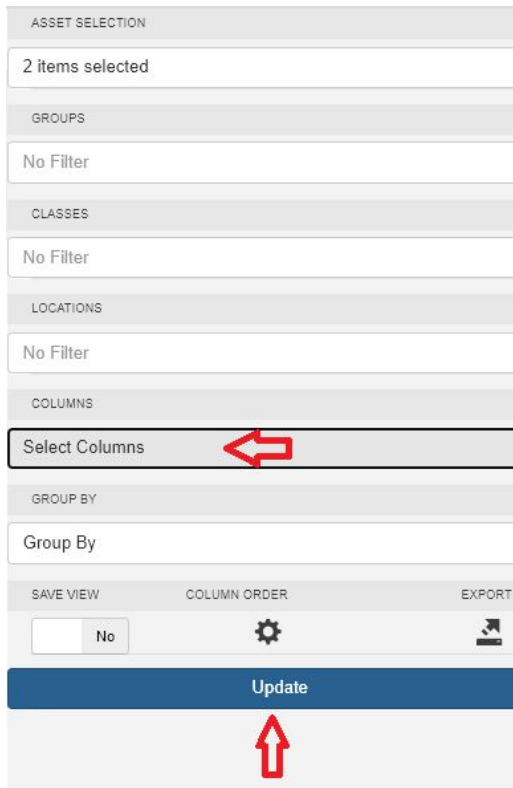 ASSET SELECTION
2 items selected
GROUPS
No Filter
CLASSES
No Filter
LOCATIONS
No Filter
COLUMNS
Select Columns
GROUP BY
Group By
SAVE VIEW COLUMN ORDER EXPORT
No
Update